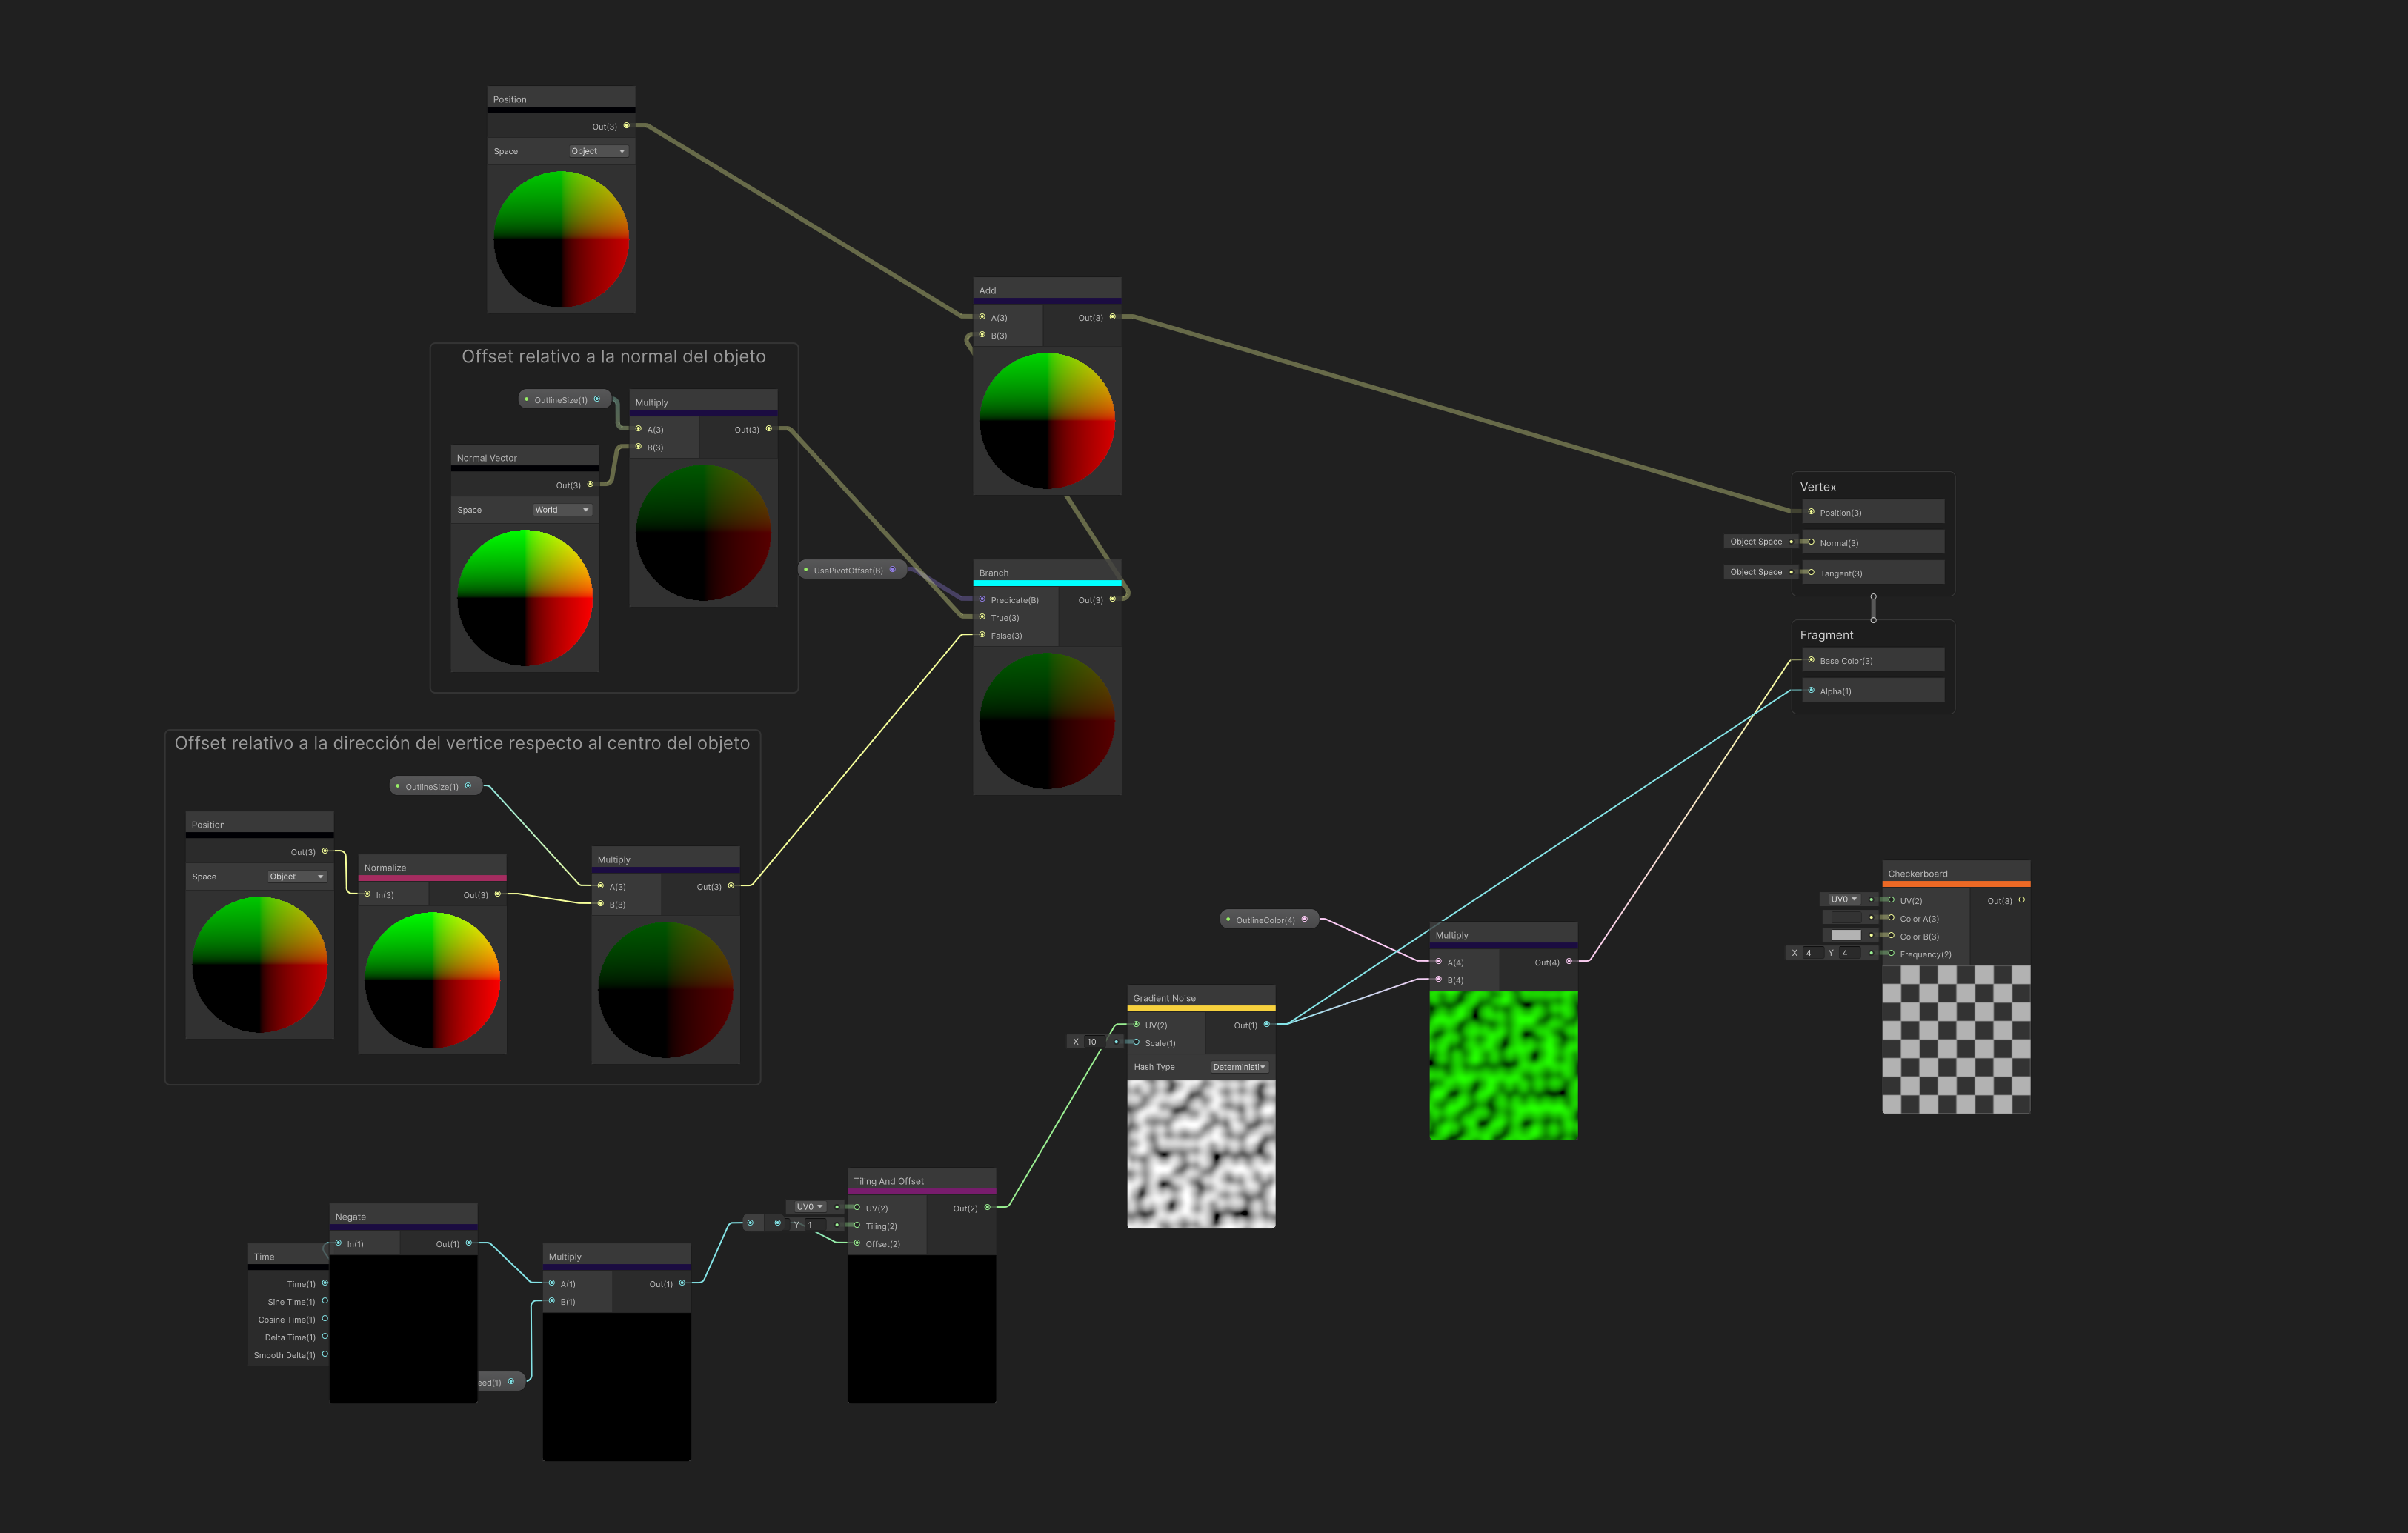 Position
Out(3)
Space Object
Offset relativo a la normal del objeto
OutlineSize(1)
Multiply
A(3) Out(3)
B(3)
Normal Vector
Out(3)
Space World
Add
A(3) Out(3)
B(3)
UsePivotOffset(B)
Branch
Predicate(B) Out(3)
True(3)
False(3)
Vertex
Position(3)
Object Space Normal(3)
Object Space Tangent(3)
Fragment
Base Color(3)
Alpha(1)
Offset relativo a la dirección del vertice respecto al centro del objeto
OutlineSize(1)
Position
Out(3)
Space Object
Normalize
In(3) Out(3)
Multiply
A(3) Out(3)
B(3)
Checkerboard
UV0 UV(2) Out(3)
Color A(3)
Color B(3)
X 4 Y 4 Frequency(2)
OutlineColor(4)
Multiply
A(4) Out(4)
B(4)
Gradient Noise
UV(2) Out(1)
X 10 Scale(1)
Hash Type Deterministi
Tiling And Offset
UV0 UV(2) Out(2)
Y 1 Tiling(2)
Offset(2)
Negate
In(1) Out(1)
Time
Time(1)
Sine Time(1)
Cosine Time(1)
Delta Time(1)
Smooth Delta(1)
eed(1)
Multiply
A(1) Out(1)
B(1)